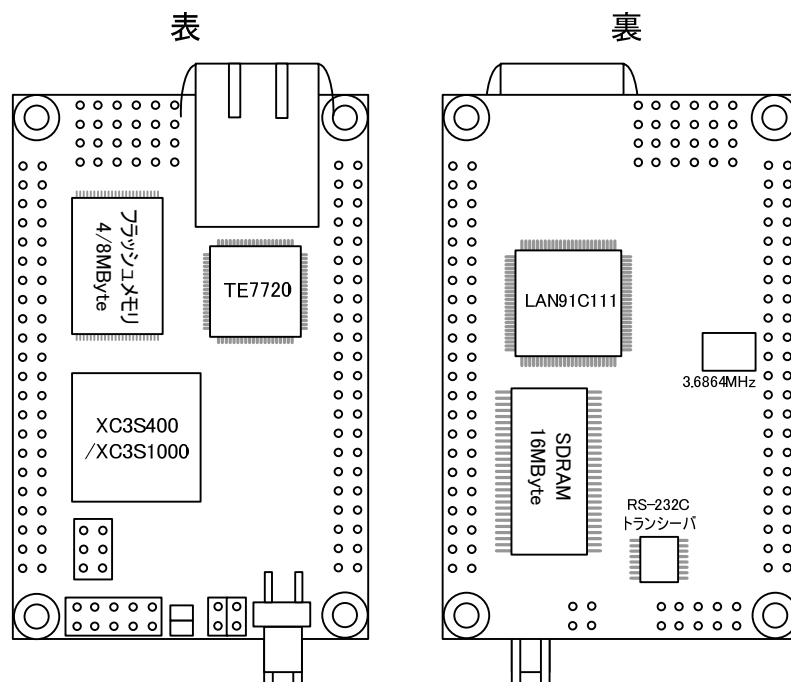 表
裏
フラッシュメモリ
4/8MByte
TE7720
XC3S400
/XC3S1000
LAN91C111
3.6864MHz
SDRAM
16MByte
RS-232C
トランシーバ